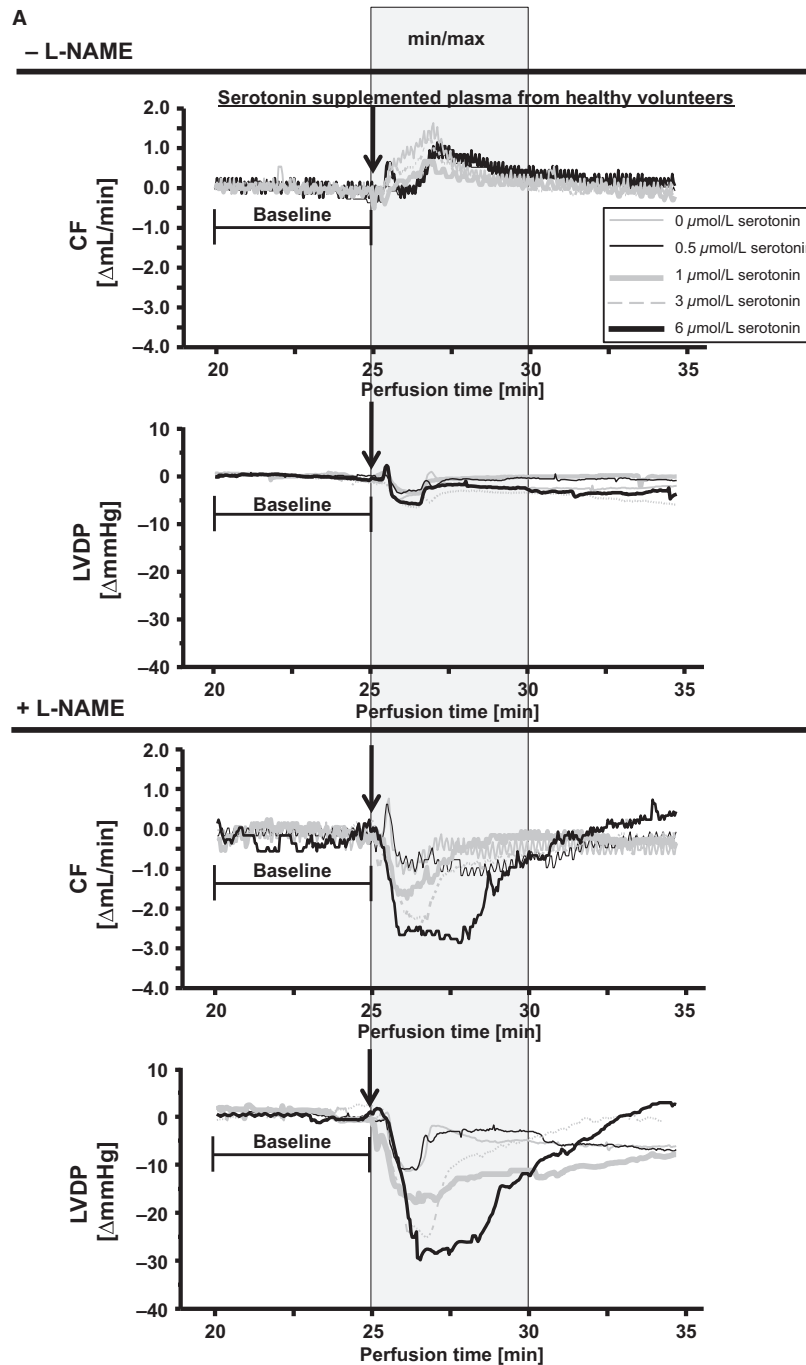 A
– L-NAME
min/max
Serotonin supplemented plasma from healthy volunteers
2.0
1.0
0.0
–1.0
–2.0
–3.0
–4.0
CF
[∆mL/min]
Baseline
0 µmol/L serotonin
0.5 µmol/L serotonin
1 µmol/L serotonin
3 µmol/L serotonin
6 µmol/L serotonin
20 25 30 35
Perfusion time [min]
10
0
–10
–20
–30
–40
LVDP
[∆mmHg]
Baseline
20 25 30 35
Perfusion time [min]
+ L-NAME
2.0
1.0
0.0
–1.0
–2.0
–3.0
–4.0
CF
[∆mL/min]
Baseline
20 25 30 35
Perfusion time [min]
10
0
–10
–20
–30
–40
LVDP
[∆mmHg]
Baseline
20 25 30 35
Perfusion time [min]